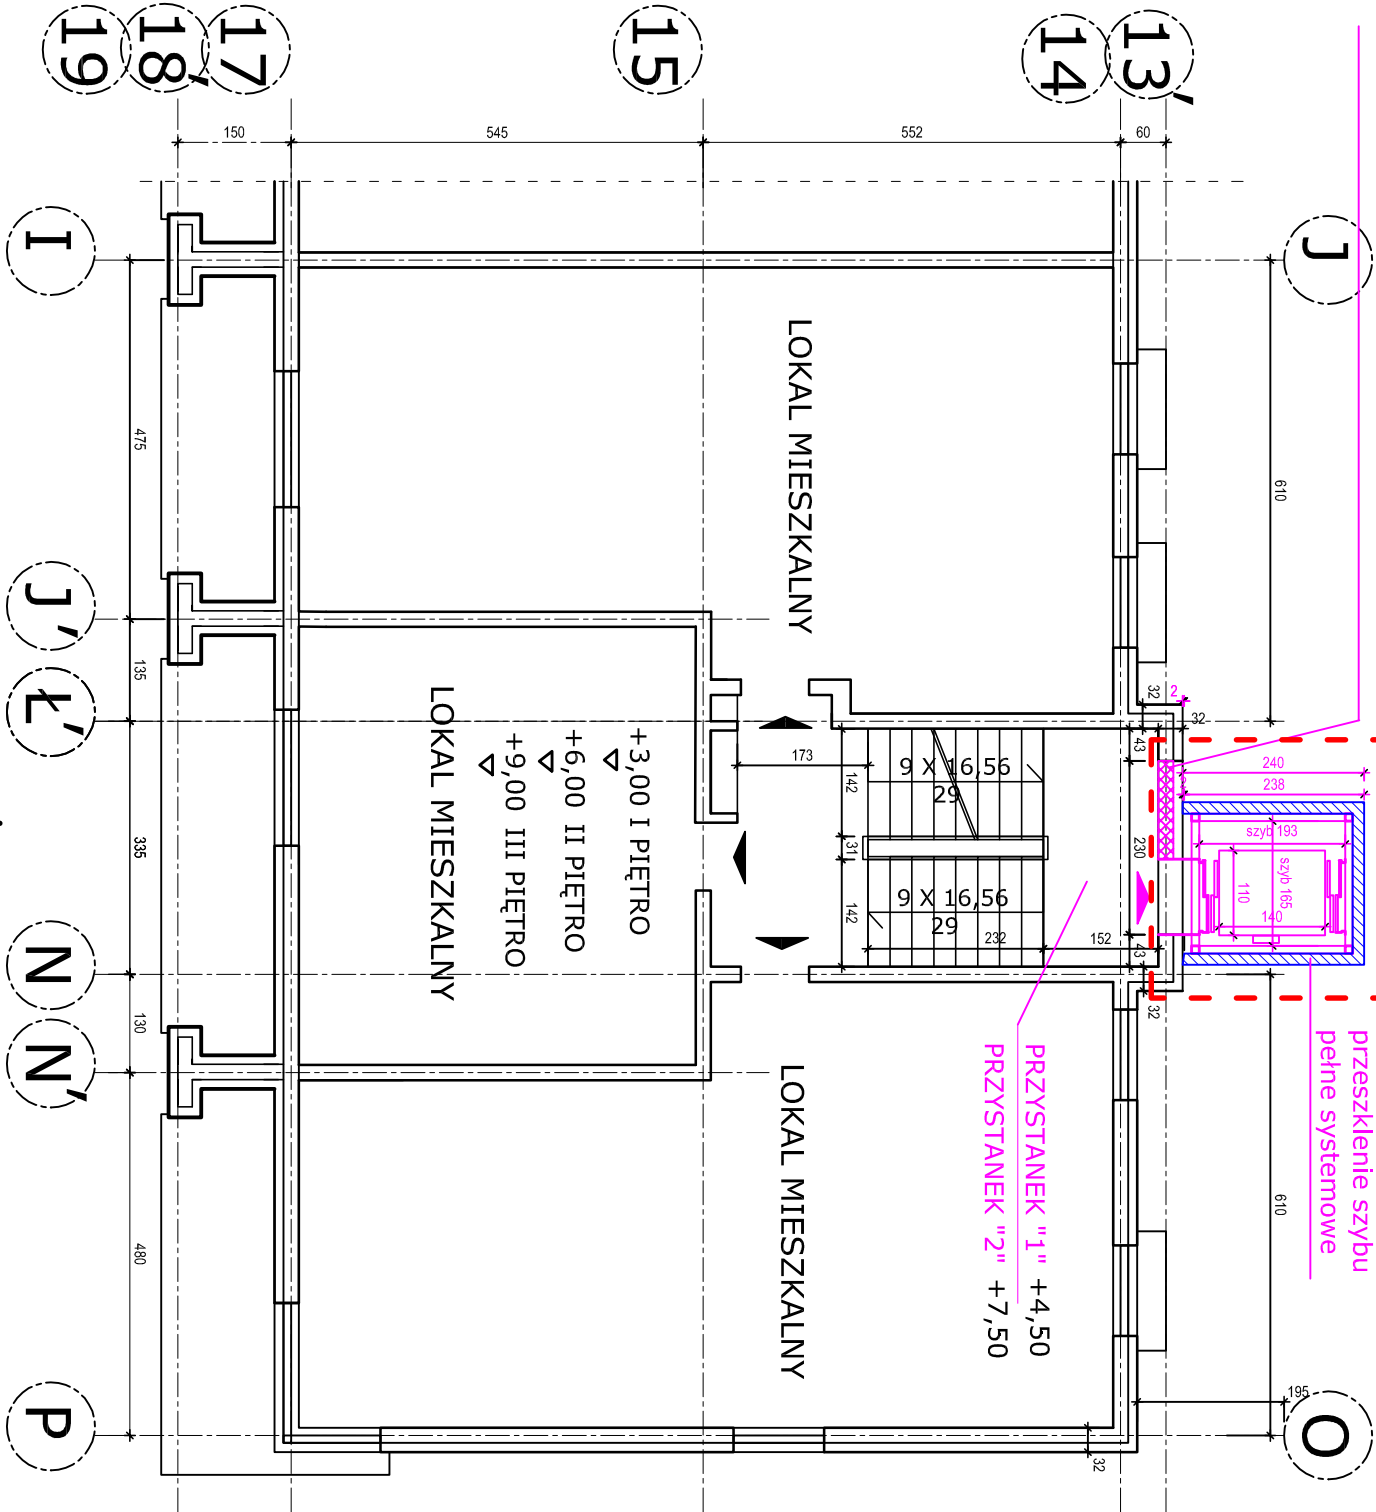 19
18'
17
15
14
13'
150
545
552
60
I
J
J'
Ł'
N
N'
P
O
475
135
335
130
480
610
610
195
32
LOKAL MIESZKALNY
LOKAL MIESZKALNY
LOKAL MIESZKALNY
+3,00 I PIĘTRO
+6,00 II PIĘTRO
+9,00 III PIĘTRO
173
142
31
142
9 X 16,56
29
9 X 16,56
29
232
152
43
230
43
32
2
32
32
240
238
szyb 193
szyb 165
110
140
PRZYSTANEK "1" +4,50
PRZYSTANEK "2" +7,50
przeszklenie szybu
pełne systemowe